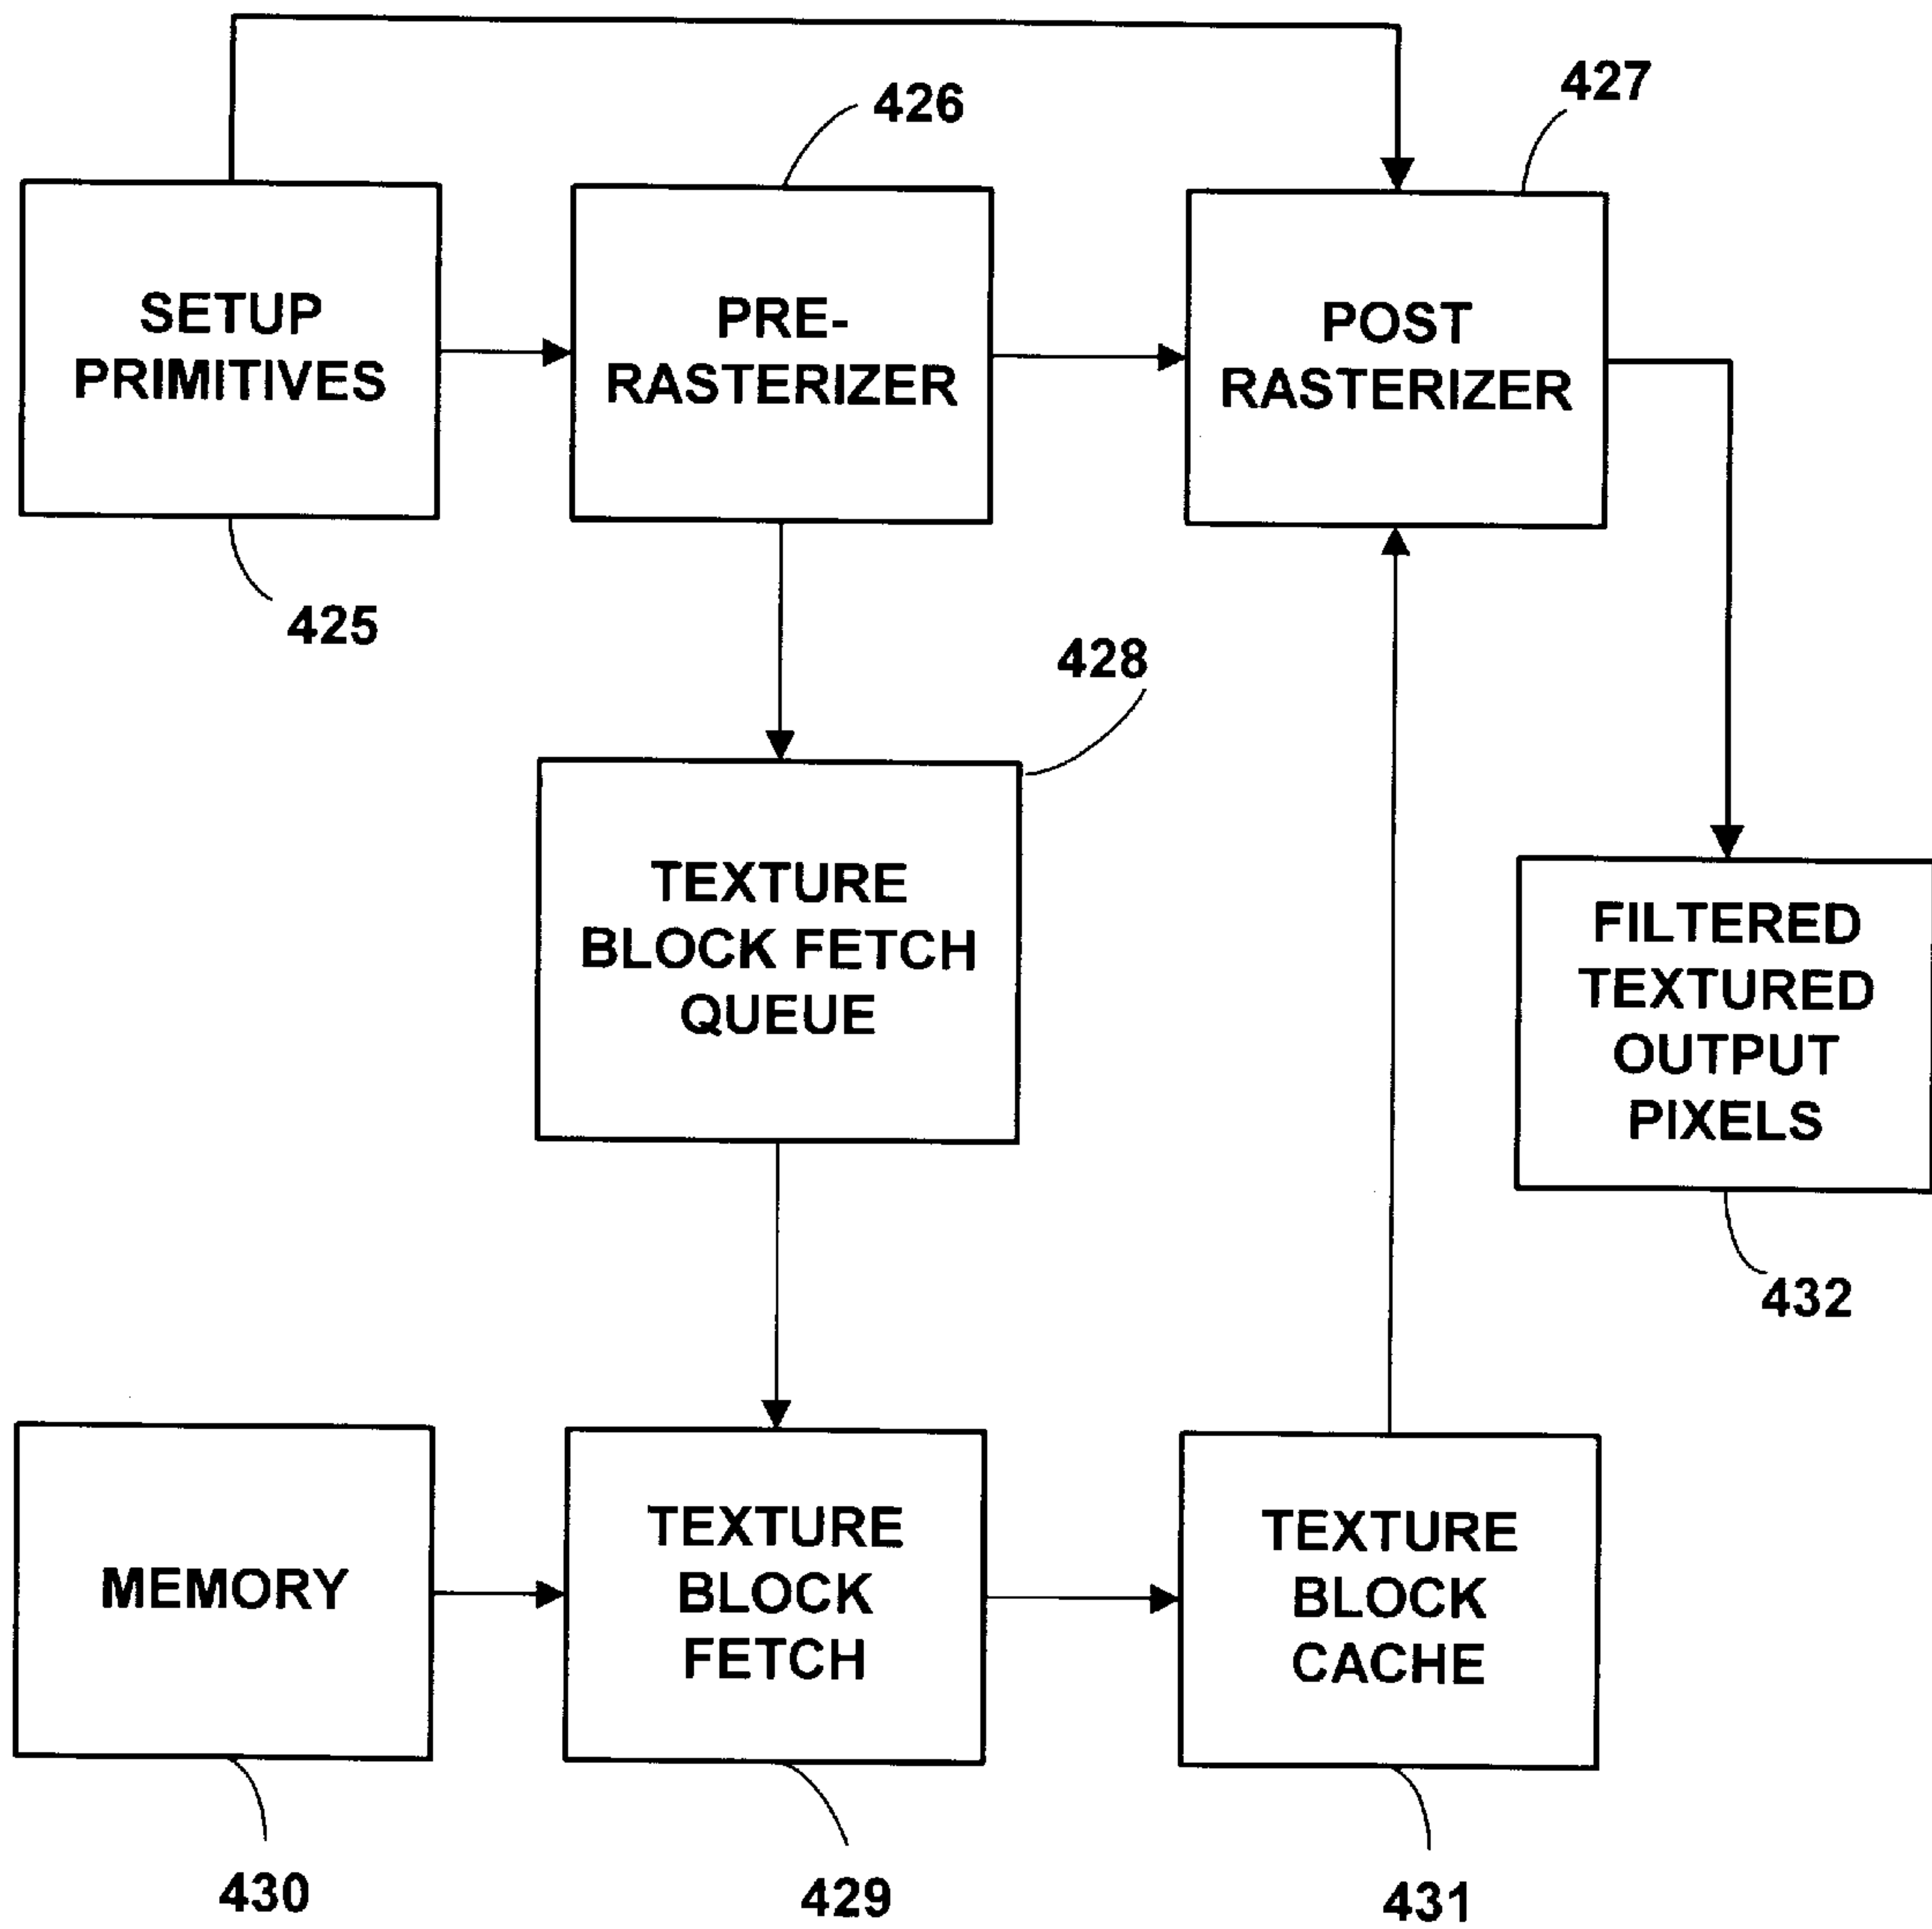 426
427
SETUP
PRIMITIVES
PRE-
RASTERIZER
POST
RASTERIZER
425
428
TEXTURE
BLOCK FETCH
QUEUE
FILTERED
TEXTURED
OUTPUT
PIXELS
432
MEMORY
TEXTURE
BLOCK
FETCH
TEXTURE
BLOCK
CACHE
430
429
431